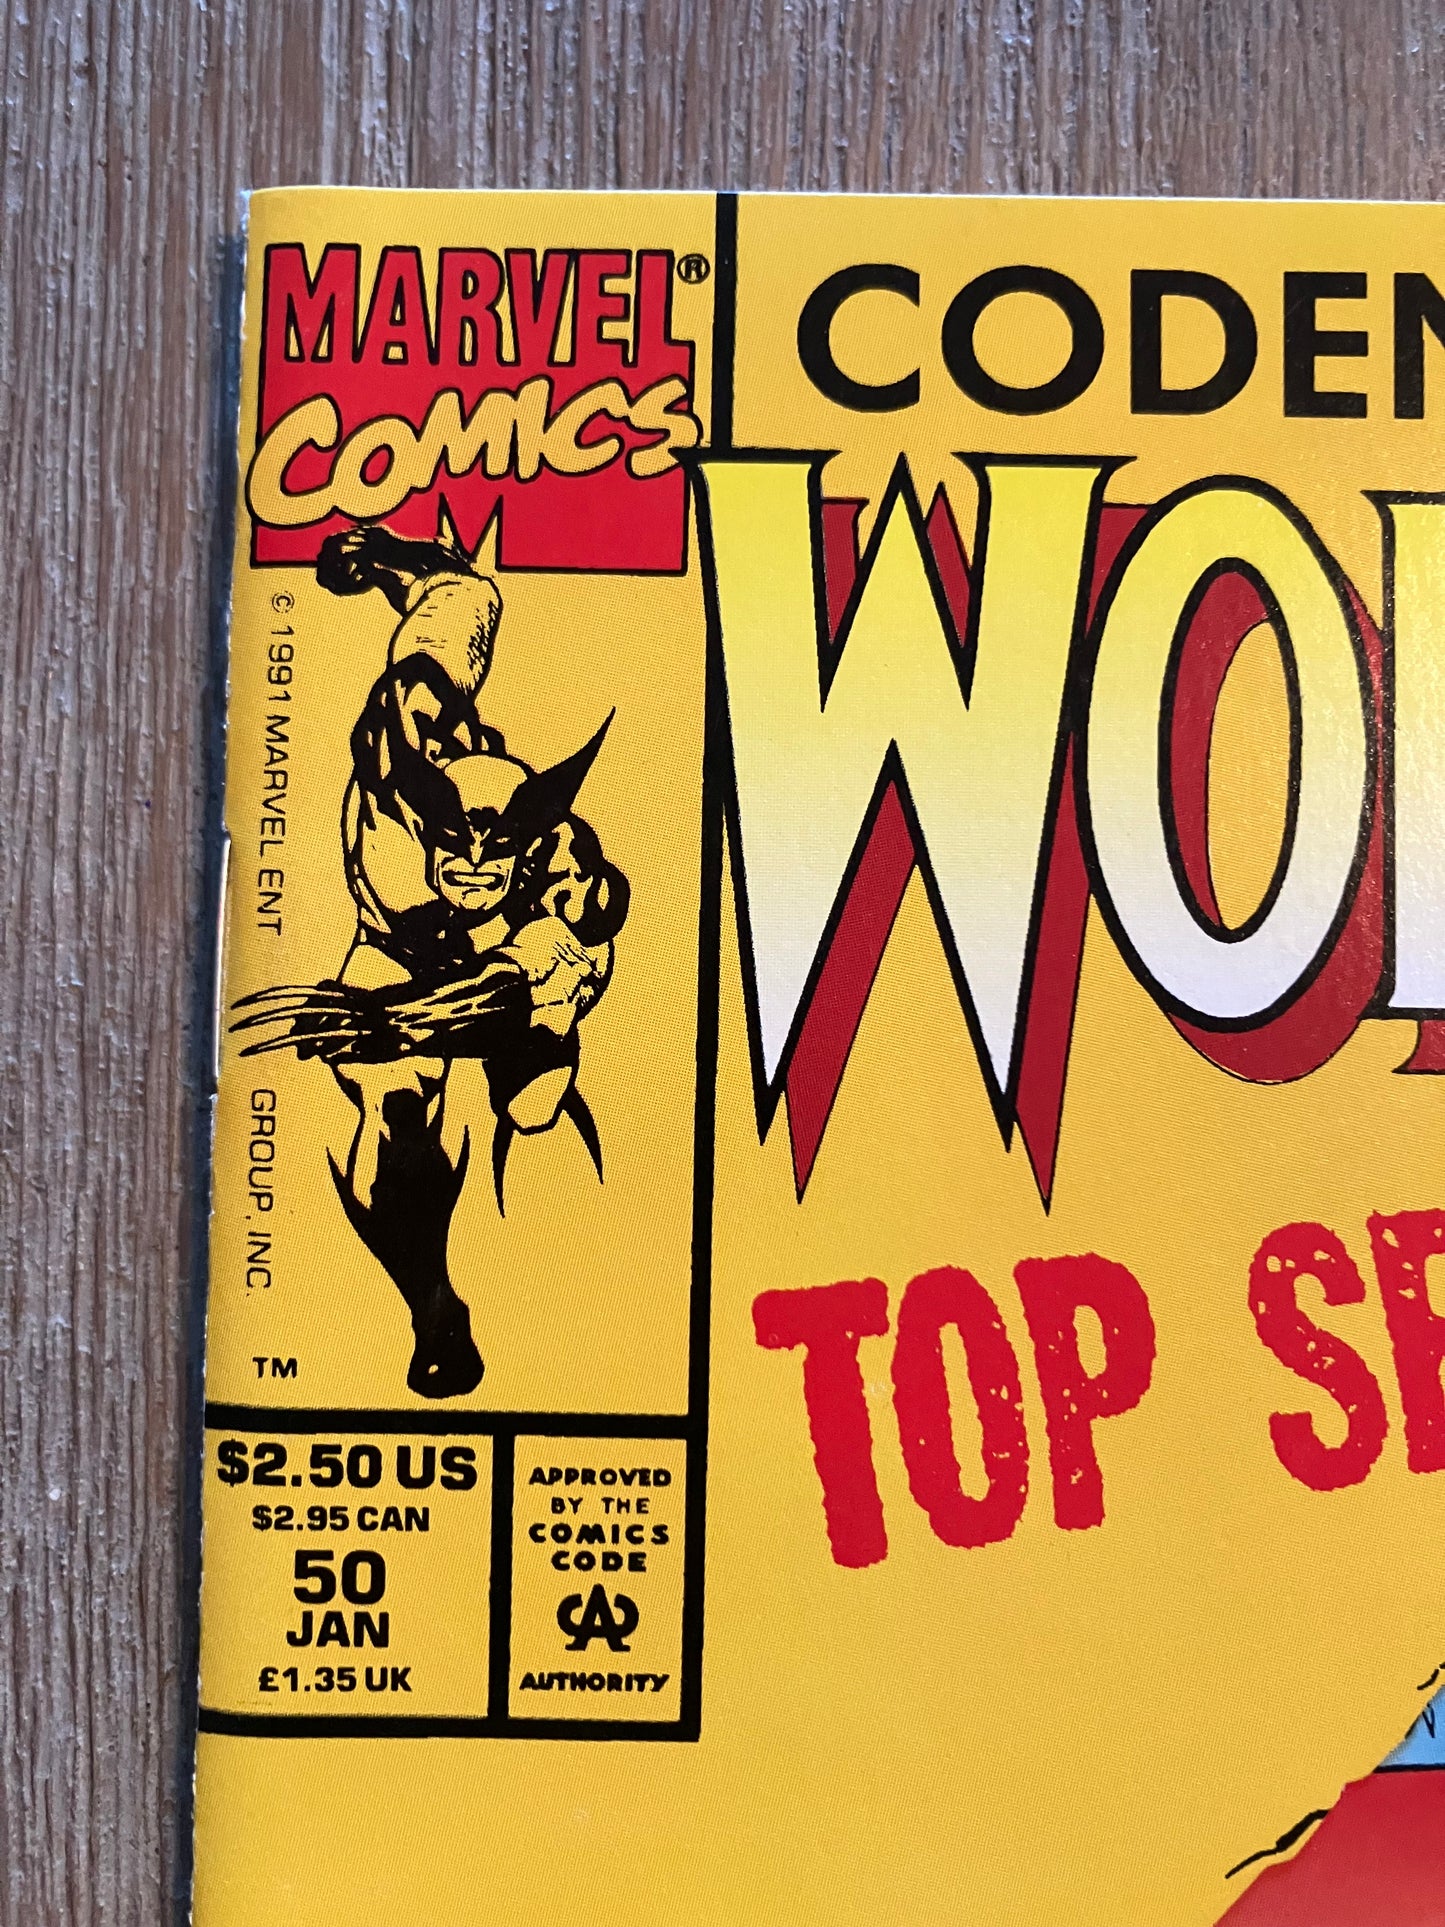 MARVEL®
COMICS
© 1991 MARVEL ENT. GROUP, INC.
TM
$2.50 US
$2.95 CAN
50
JAN
£1.35 UK
APPROVED
BY THE
COMICS
CODE
CA
AUTHORITY
CODEN
WO
TOP SE